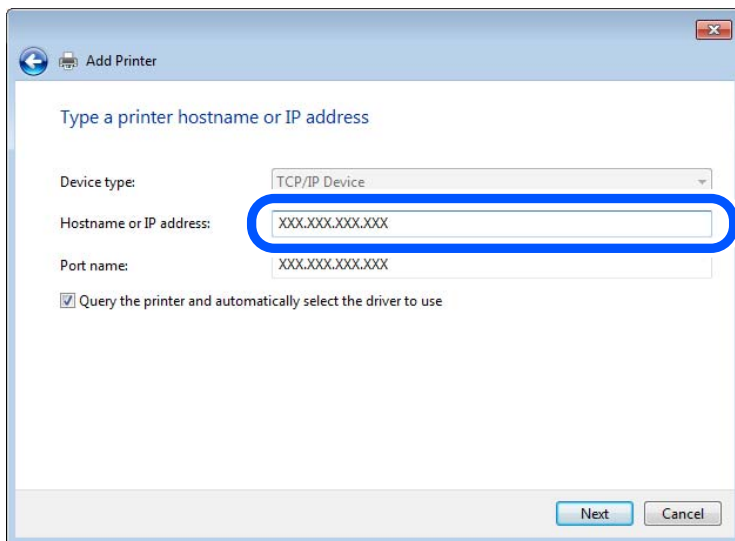 Add Printer
Type a printer hostname or IP address
Device type: TCP/IP Device
Hostname or IP address: XXX.XXX.XXX.XXX
Port name: XXX.XXX.XXX.XXX
Query the printer and automatically select the driver to use
Next Cancel